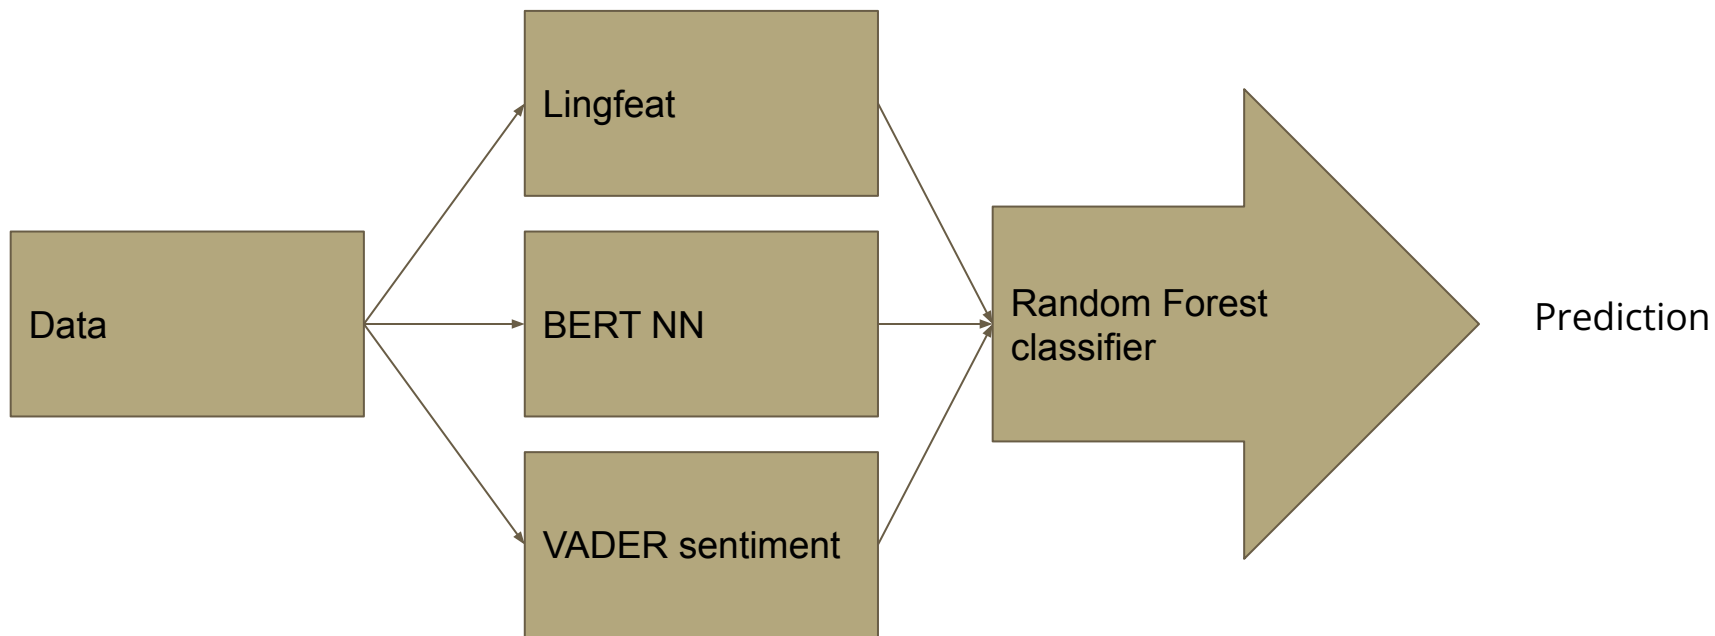 Lingfeat
Data
BERT NN
VADER sentiment
Random Forest
classifier
Prediction